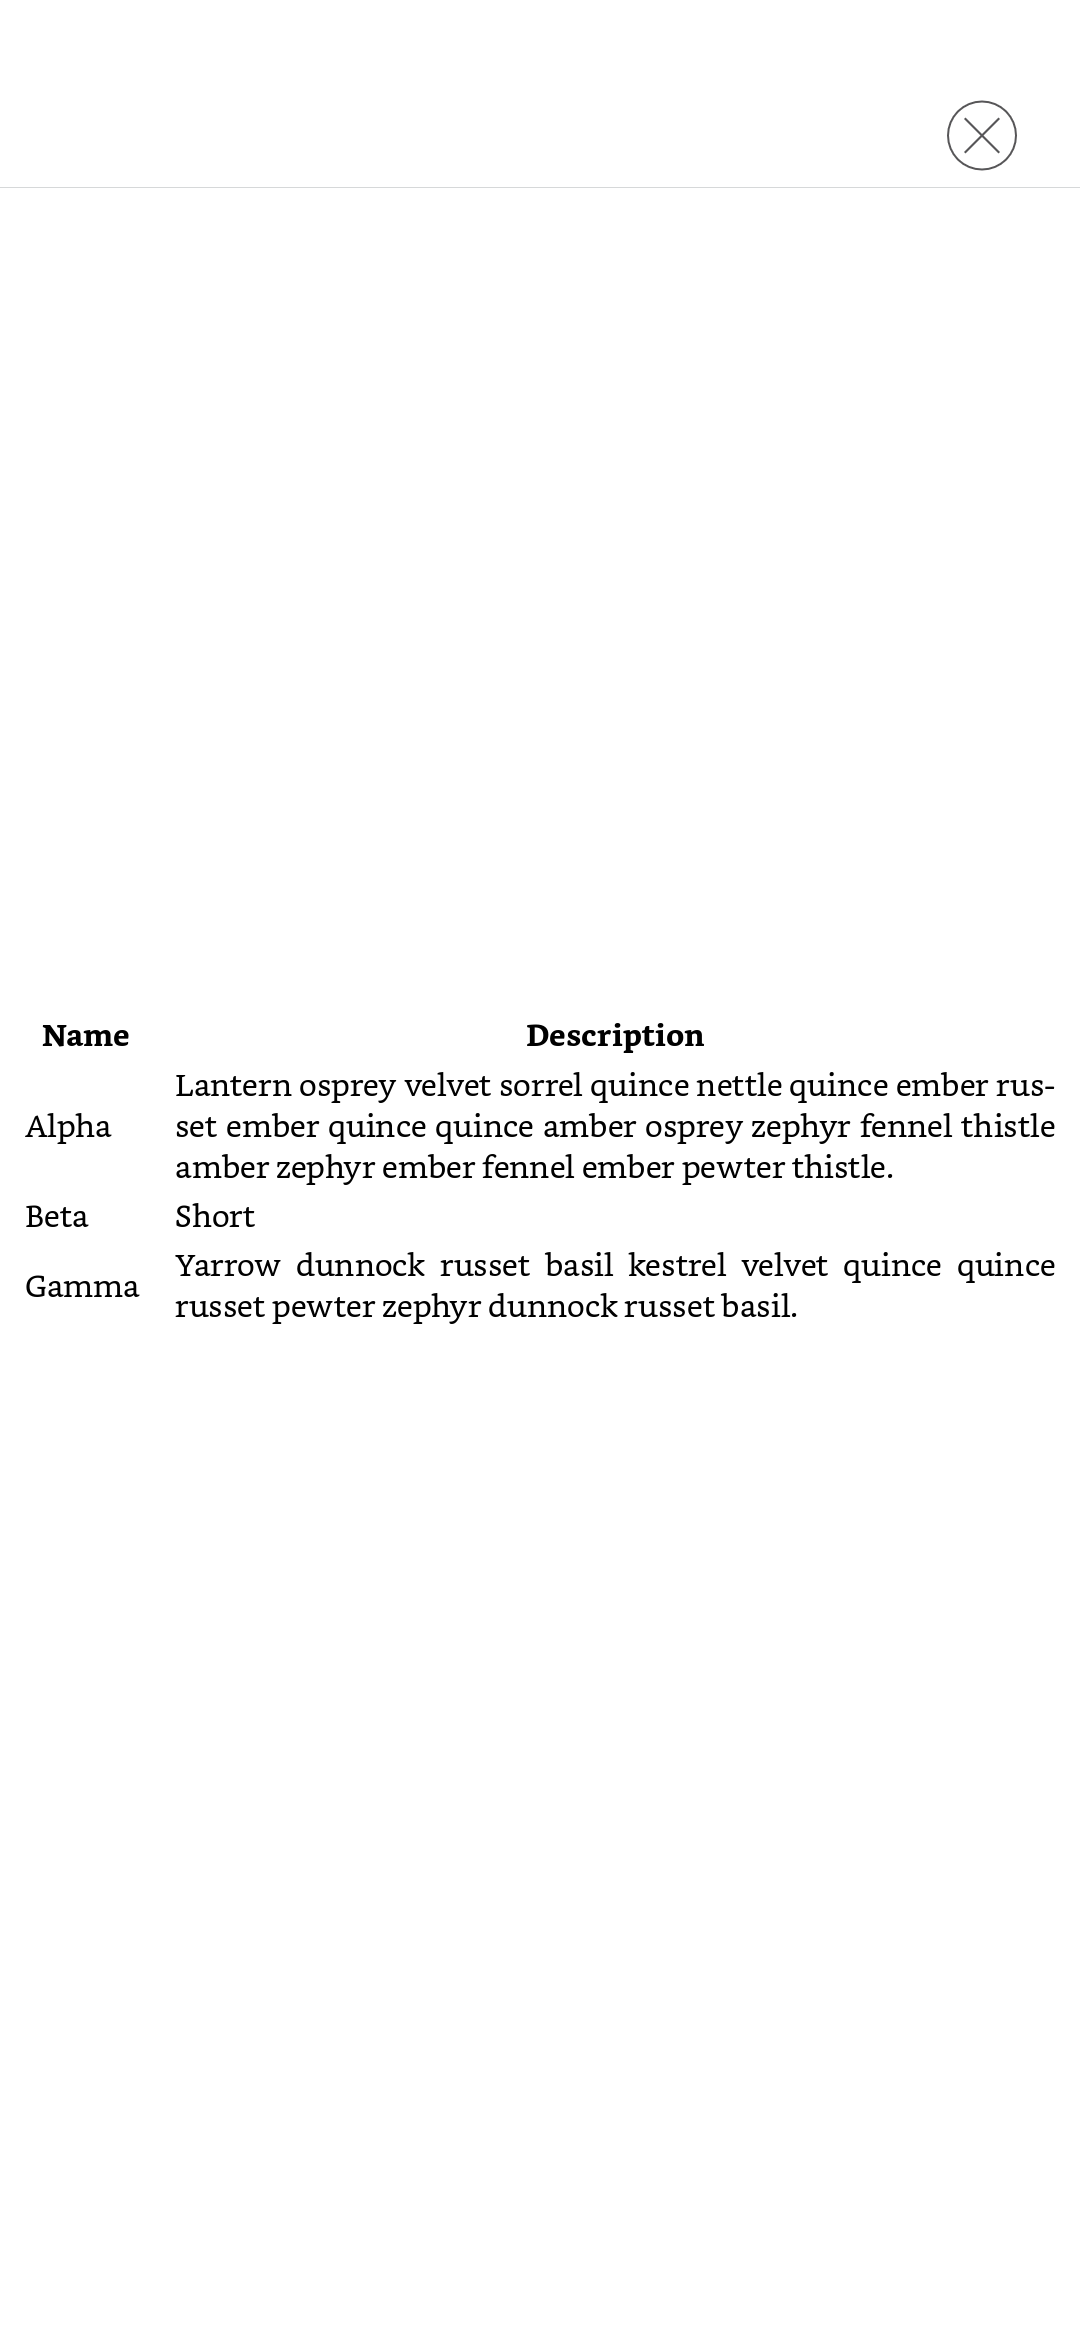 Name Description
Lantern osprey velvet sorrel quince nettle quince ember rus-
Alpha set ember quince quince amber osprey zephyr fennel thistle
amber zephyr ember fennel ember pewter thistle.
Beta Short
Gamma Yarrow dunnock russet basil kestrel velvet quince quince
russet pewter zephyr dunnock russet basil.